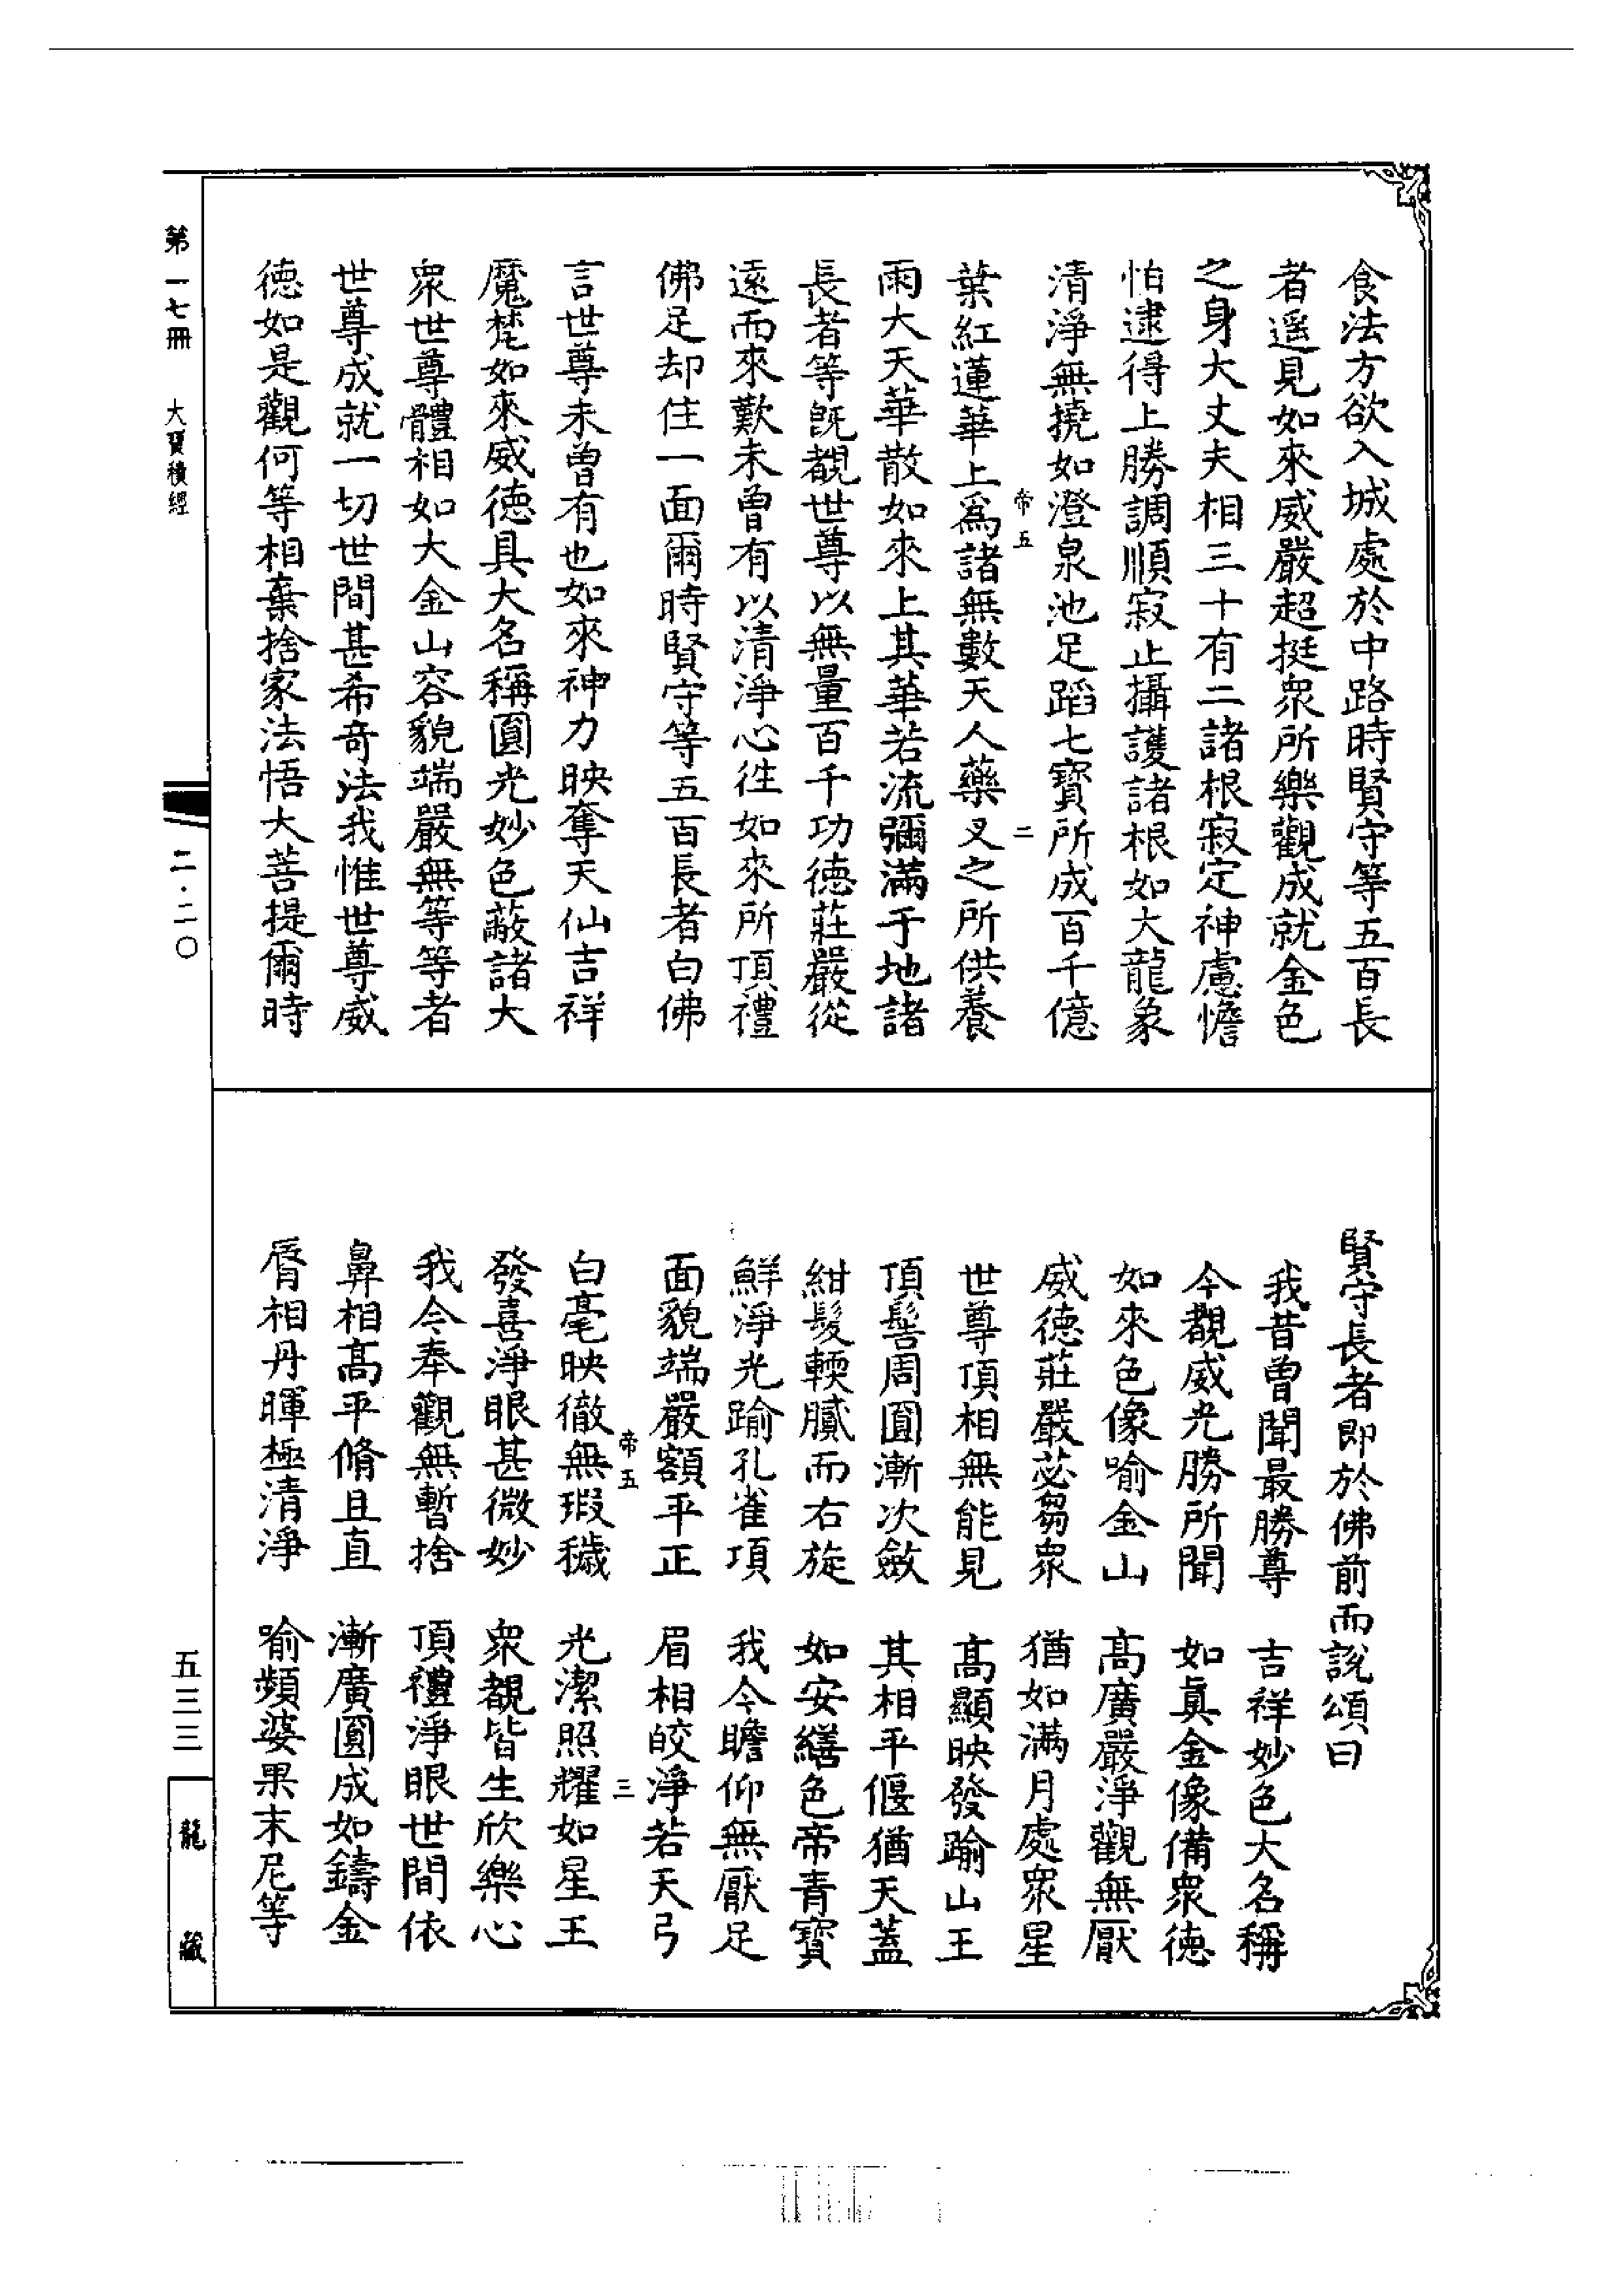 食法方欲入城處於中路時賢守等五百長
者遥見如來威嚴超挺衆所樂觀成就金色
之身大丈夫相三十有二諸根寂定神慮憺
怕逮得上勝調順寂止攝護諸根如大龍象
清淨無撓如澄泉池足蹈七寶所成百千億
帝五 二
葉紅蓮華上爲諸無數天人藥叉之所供養
雨大天華散如來上其華若流彌滿于地諸
長者等既覩世尊以無量百千功德莊嚴從
遠而來歎未曾有以清淨心往如來所頂禮
佛足却住一面爾時賢守等五百長者白佛
言世尊未曾有也如來神力映奪天仙吉祥
魔梵如來威德具大名稱圓光妙色蔽諸大
衆世尊體相如大金山容貌端嚴無等等者
世尊成就一切世間甚希奇法我惟世尊威
德如是觀何等相棄捨家法悟大菩提爾時
賢守長者即於佛前而說頌曰
我昔曾聞最勝尊 吉祥妙色大名稱
今覩威光勝所聞 如眞金像備衆德
如來色像喻金山 高廣嚴淨觀無厭
威德莊嚴苾芻衆 猶如滿月處衆星
世尊頂相無能見 高顯映發踰山王
頂髻周圓漸次斂 其相平偃猶天蓋
紺髮輭膩而右旋 如安繕色帝青寶
鮮淨光踰孔雀項 我今瞻仰無厭足
面貌端嚴額平正 眉相皎淨若天弓
帝五 三
白毫映徹無瑕穢 光潔照耀如星王
發喜淨眼甚微妙 衆覩皆生欣樂心
我今奉觀無暫捨 頂禮淨眼世間依
鼻相高平脩且直 漸廣圓成如鑄金
脣相丹暉極清淨 喻頻婆果末尼等
第一七冊 大寶積經 二·二〇 五三三 龍藏